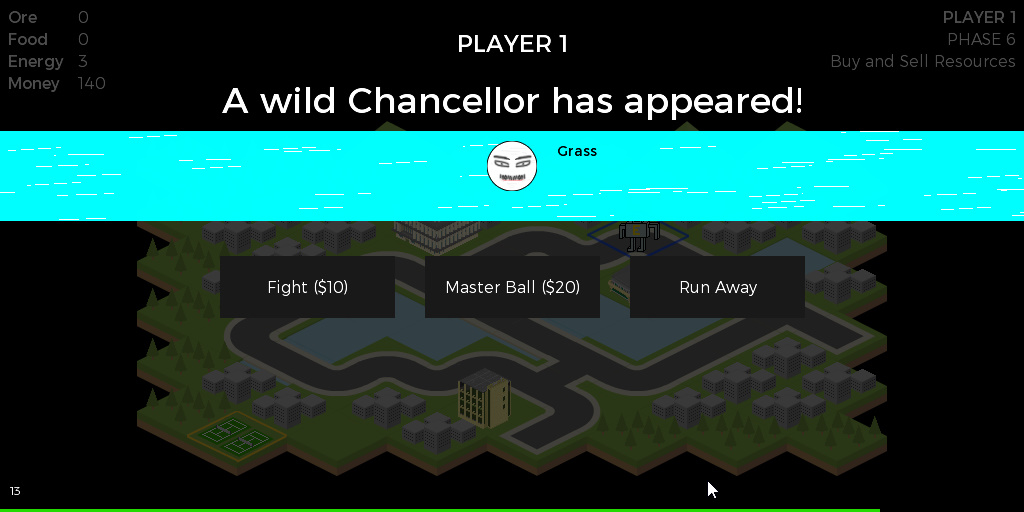 Ore 0
Food 0
Energy 3
Money 140
PLAYER 1
PHASE 6
Buy and Sell Resources
PLAYER 1
A wild Chancellor has appeared!
Grass
Fight ($10)
Master Ball ($20)
Run Away
13